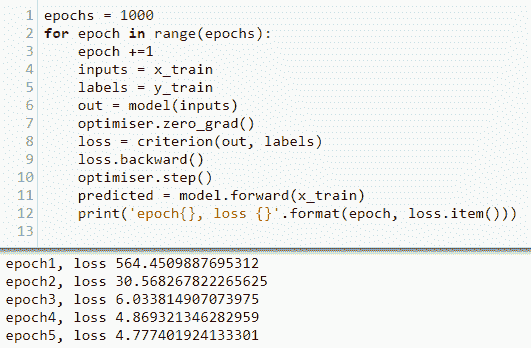 1 epochs = 1000
2 for epoch in range(epochs):
3     epoch +=1
4     inputs = x_train
5     labels = y_train
6     out = model(inputs)
7     optimiser.zero_grad()
8     loss = criterion(out, labels)
9     loss.backward()
10     optimiser.step()
11     predicted = model.forward(x_train)
12     print('epoch{}, loss {}'.format(epoch, loss.item()))
13
epoch1, loss 564.4509887695312
epoch2, loss 30.568267822265625
epoch3, loss 6.033814907073975
epoch4, loss 4.869321346282959
epoch5, loss 4.777401924133301